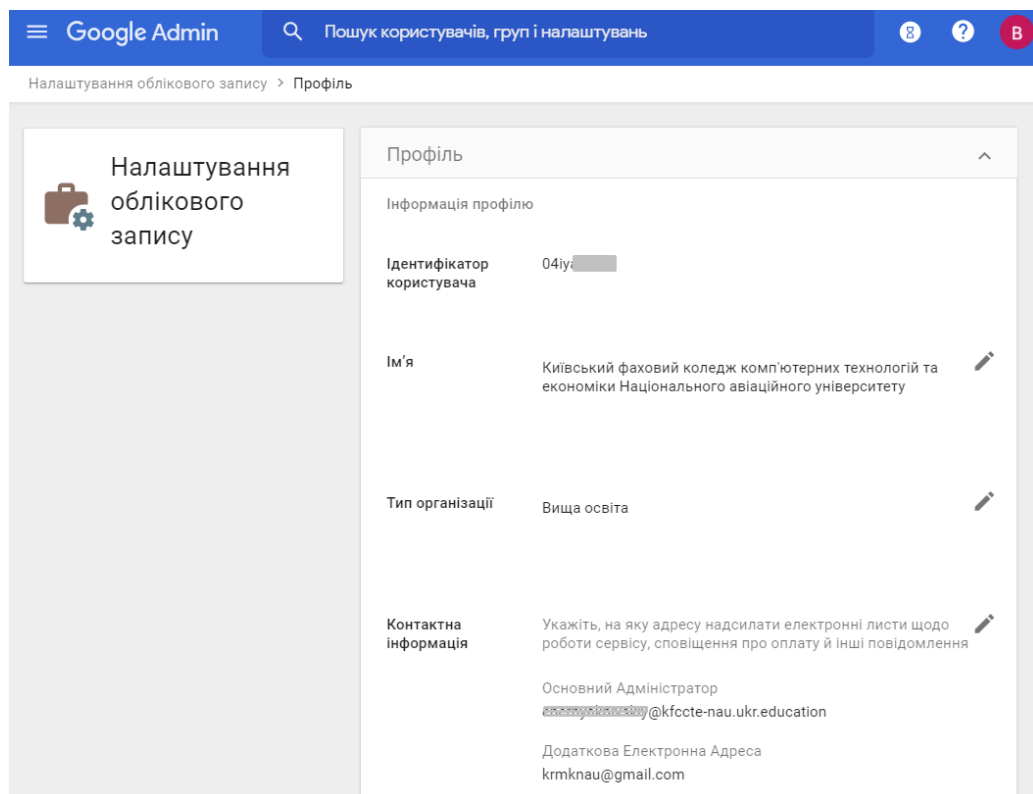 Google Admin
Пошук користувачів, груп і налаштувань
8
?
B
Налаштування облікового запису > Профіль
Налаштування
облікового
запису
Профіль
Інформація профілю
Ідентифікатор
користувача
04iy
Ім'я
Київський фаховий коледж комп'ютерних технологій та
економіки Національного авіаційного університету
Тип організації
Вища освіта
Контактна
інформація
Укажіть, на яку адресу надсилати електронні листи щодо
роботи сервісу, сповіщення про оплату й інші повідомлення
Основний Адміністратор
@kfccte-nau.ukr.education
Додаткова Електронна Адреса
krmknau@gmail.com